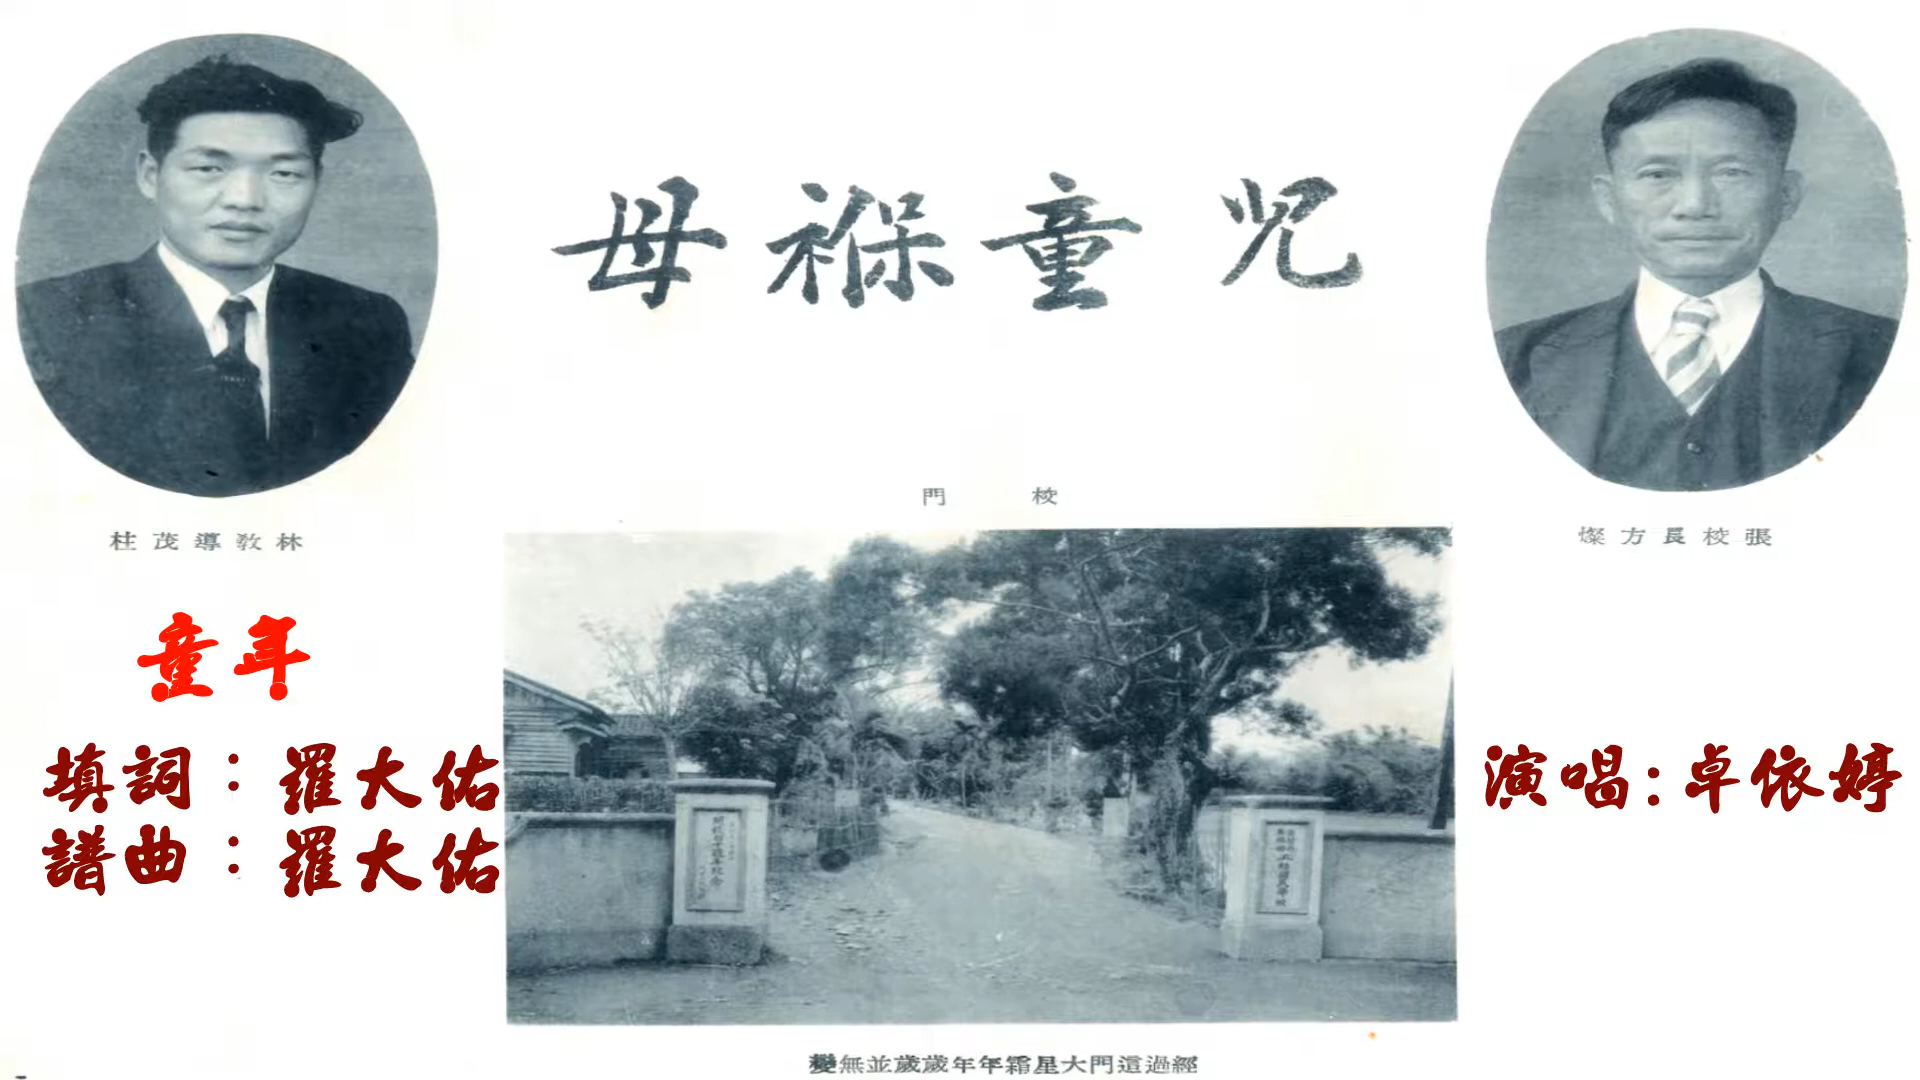 兒童褓母
張校長方燦
林教導茂柱
校門
童年
填詞：羅大佑
譜曲：羅大佑
演唱：卓依婷
經過這門大星霜年年歲歲並無變